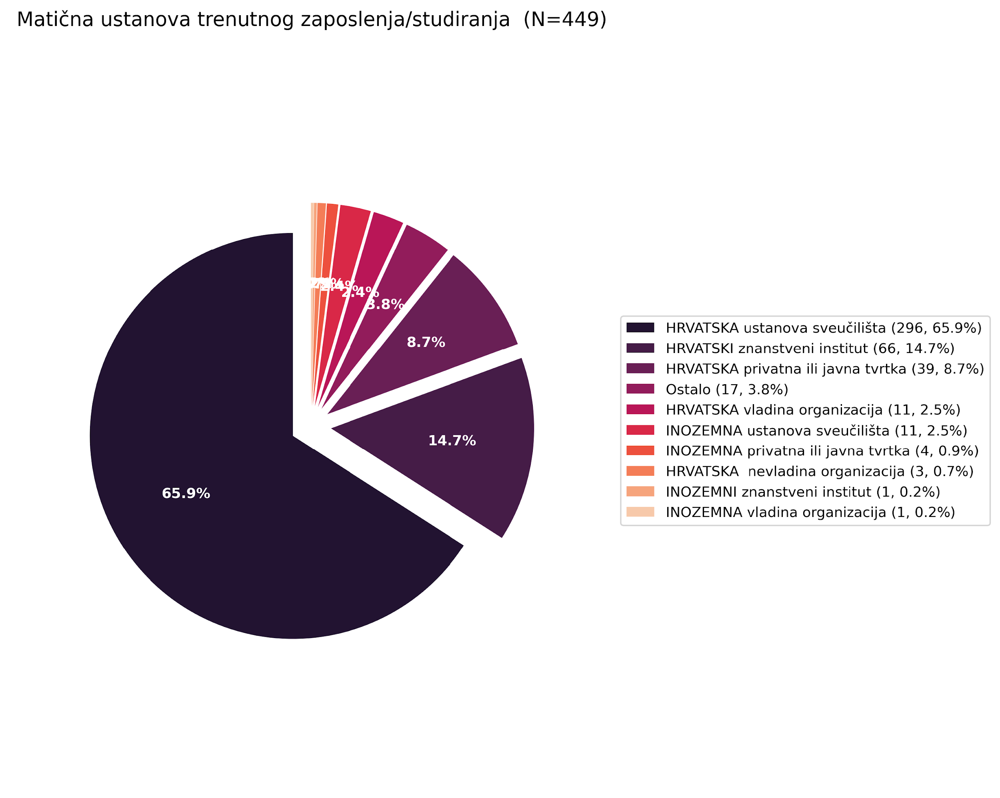 Matična ustanova trenutnog zaposlenja/studiranja (N=449)
2.4%
2.4%
3.8%
8.7%
14.7%
65.9%
HRVATSKA ustanova sveučilišta (296, 65.9%)
HRVATSKI znanstveni institut (66, 14.7%)
HRVATSKA privatna ili javna tvrtka (39, 8.7%)
Ostalo (17, 3.8%)
HRVATSKA vladina organizacija (11, 2.5%)
INOZEMNA ustanova sveučilišta (11, 2.5%)
INOZEMNA privatna ili javna tvrtka (4, 0.9%)
HRVATSKA  nevladina organizacija (3, 0.7%)
INOZEMNI znanstveni institut (1, 0.2%)
INOZEMNA vladina organizacija (1, 0.2%)